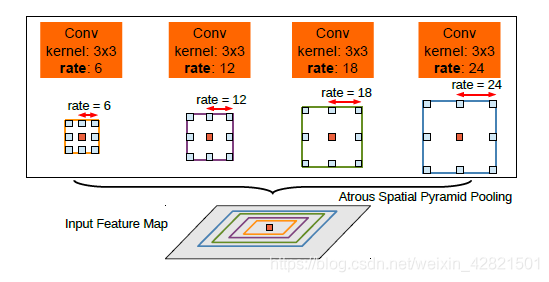 Conv
kernel: 3x3
rate: 6
Conv
kernel: 3x3
rate: 12
Conv
kernel: 3x3
rate: 18
Conv
kernel: 3x3
rate: 24
rate = 6
rate = 12
rate = 18
rate = 24
Atrous Spatial Pyramid Pooling
Input Feature Map
https://blog.csdn.net/weixin_42821501